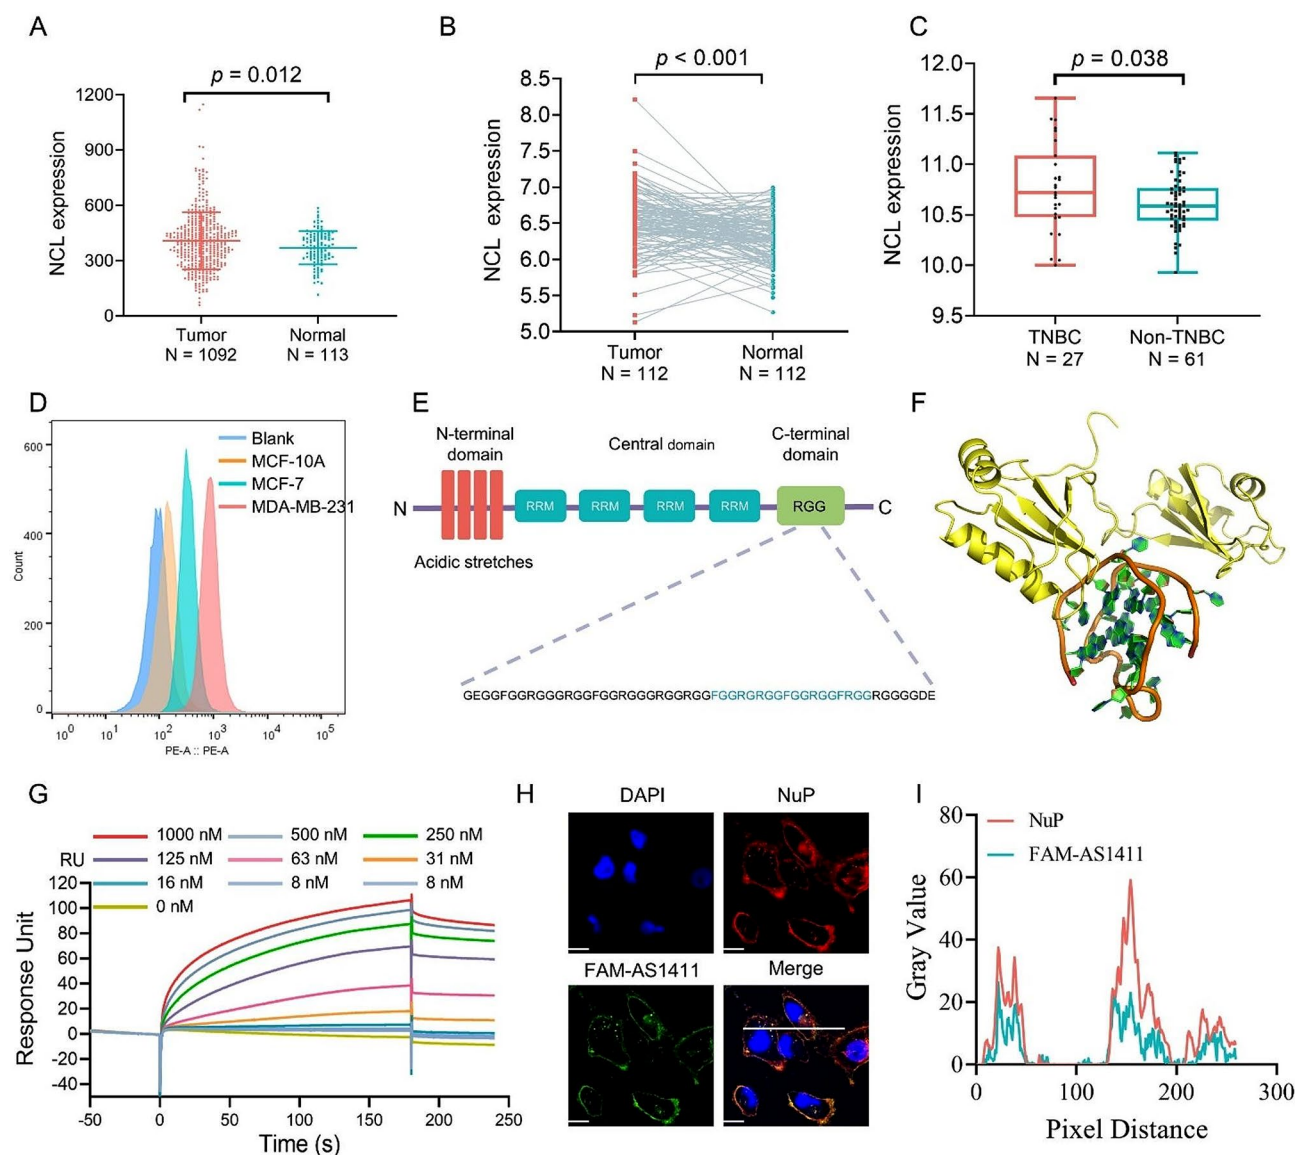 A
p = 0.012
NCL expression
1200
900
600
300
0
Tumor
N = 1092
Normal
N = 113
B
p < 0.001
NCL expression
8.5
8.0
7.5
7.0
6.5
6.0
5.5
5.0
Tumor
N = 112
Normal
N = 112
C
p = 0.038
NCL expression
12.0
11.5
11.0
10.5
10.0
9.5
TNBC
N = 27
Non-TNBC
N = 61
D
Blank
MCF-10A
MCF-7
MDA-MB-231
Count
600
400
200
0
10^0 10^1 10^2 10^3 10^4 10^5
PE-A :: PE-A
E
N-terminal
domain
Central domain
C-terminal
domain
N
RRM RRM RRM RRM
RGG
C
Acidic stretches
GEGGFGGRGGGRGGFGGRGGGRGGRGGFGGRGRGGFGGRGGFRGGRGGGGDE
F
G
1000 nM 500 nM 250 nM
RU
125 nM 63 nM 31 nM
16 nM 8 nM 8 nM
0 nM
Response Unit
120
100
80
60
40
20
0
-20
-40
-50 0 50 100 150 200 250
Time (s)
H
DAPI
NuP
FAM-AS1411
Merge
I
NuP
FAM-AS1411
Gray Value
80
60
40
20
0
0 100 200 300
Pixel Distance